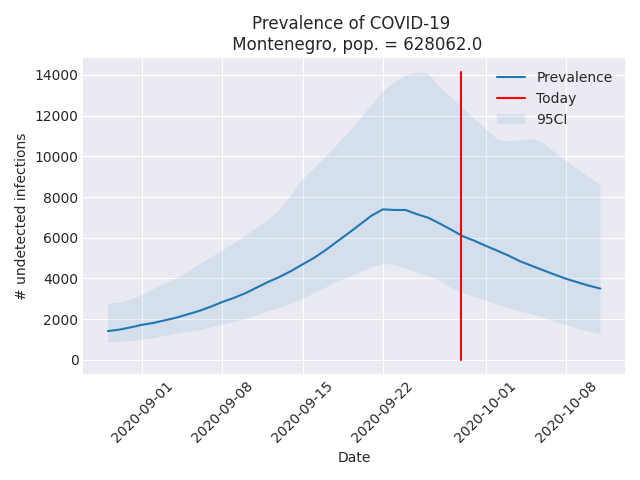 Prevalence of COVID-19
Montenegro, pop. = 628062.0
# undetected infections
14000
12000
10000
8000
6000
4000
2000
0
Prevalence
Today
95CI
2020-09-01
2020-09-08
2020-09-15
2020-09-22
2020-10-01
2020-10-08
Date